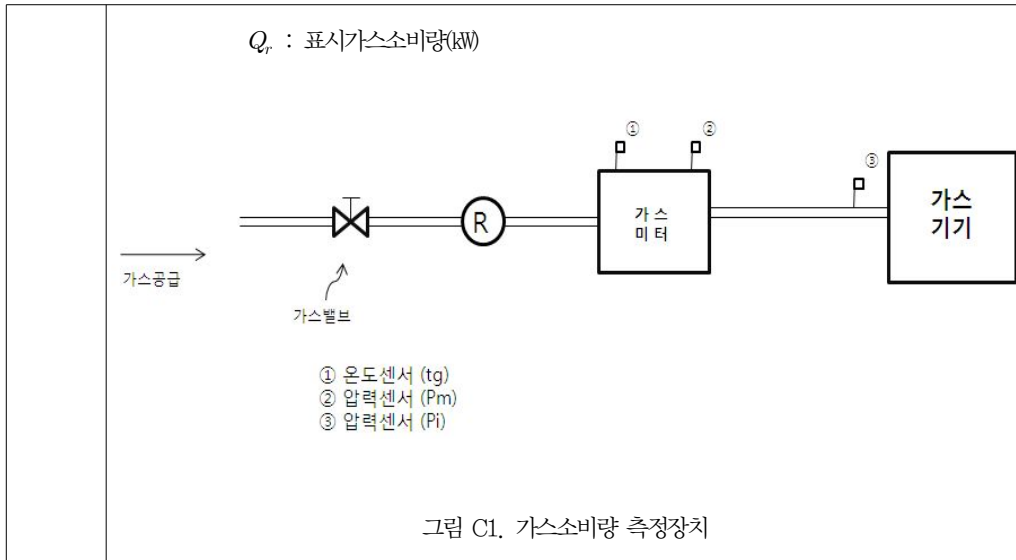 Qr : 표시가스소비량(kW)
① ②
③
R
가 스
미 터
가스
기기
가스공급
가스밸브
① 온도센서 (tg)
② 압력센서 (Pm)
③ 압력센서 (Pi)
그림 C1. 가스소비량 측정장치